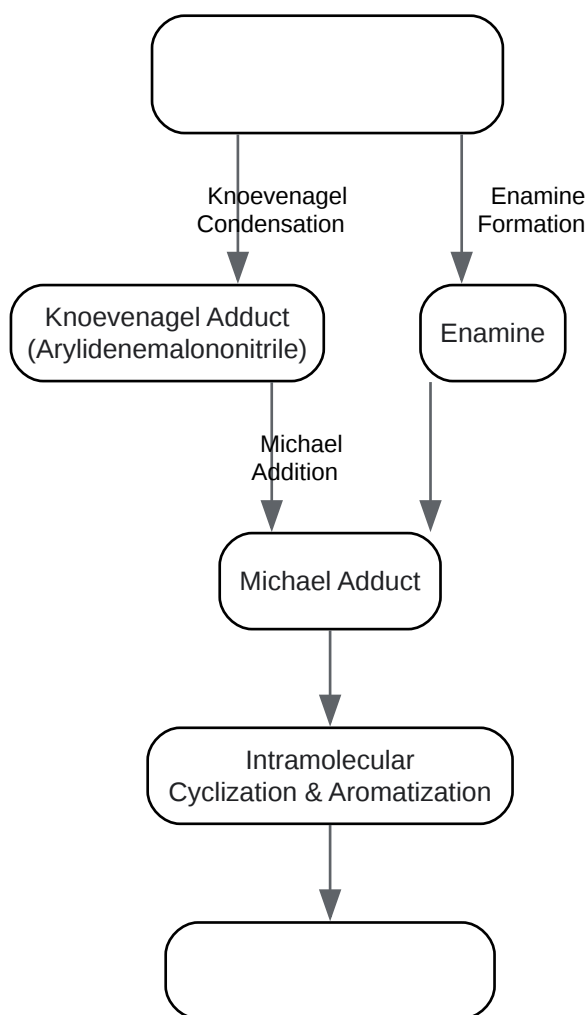 Knoevenagel
Condensation
Enamine
Formation
Knoevenagel Adduct
(Arylidenemalononitrile)
Enamine
Michael
Addition
Michael Adduct
Intramolecular
Cyclization & Aromatization